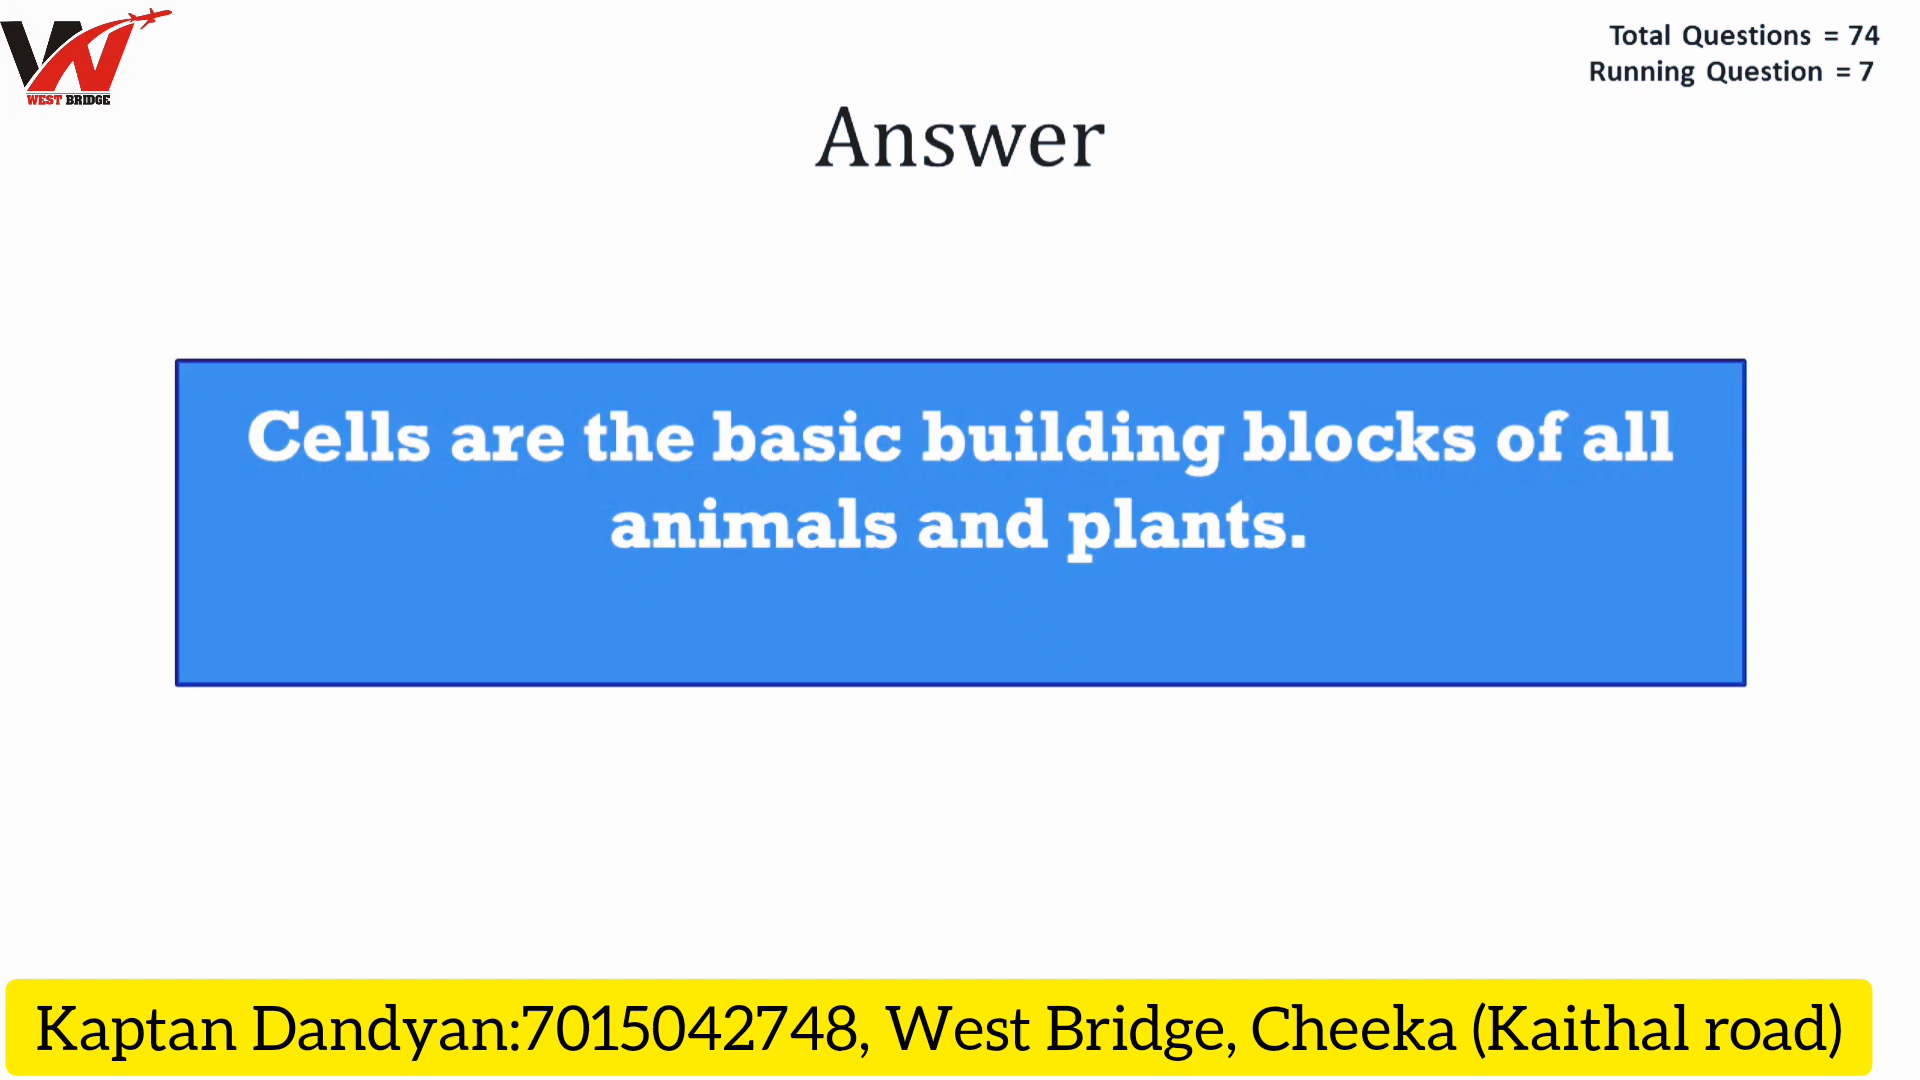 WEST BRIDGE
Total Questions = 74
Running Question = 7
Answer
Cells are the basic building blocks of all
animals and plants.
Kaptan Dandyan:7015042748, West Bridge, Cheeka (Kaithal road)